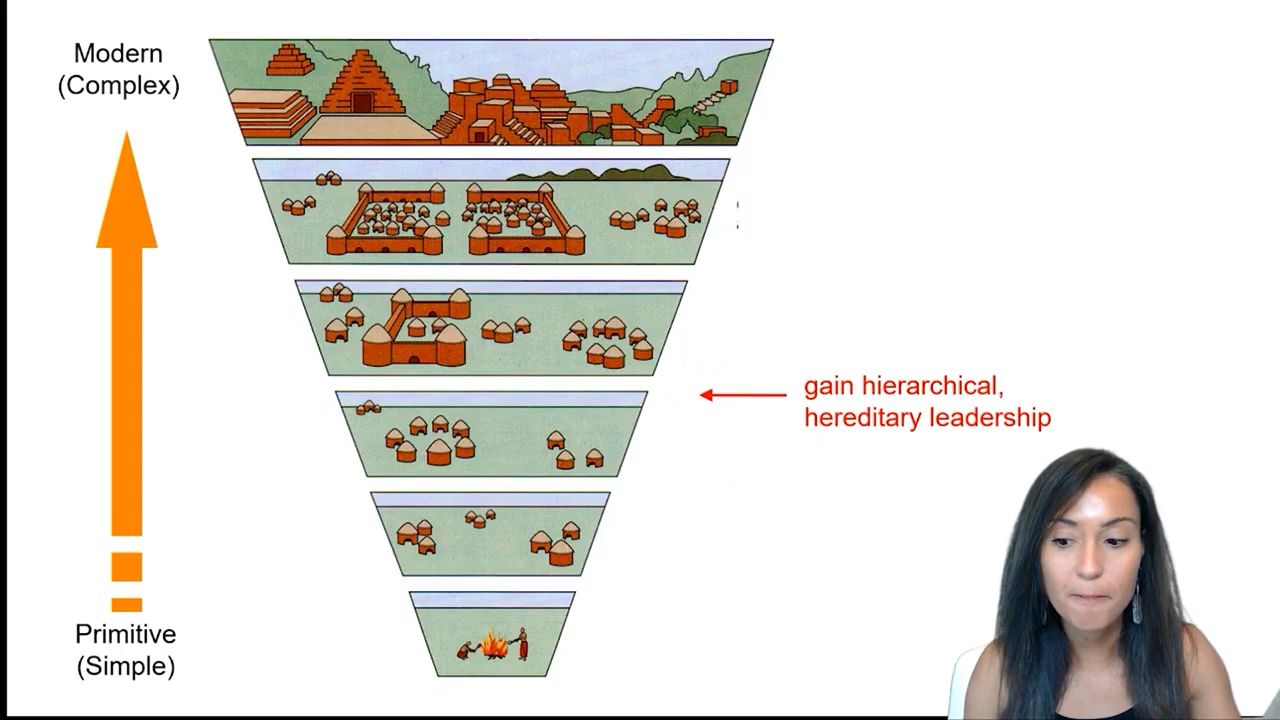 Modern
(Complex)
gain hierarchical,
hereditary leadership
Primitive
(Simple)